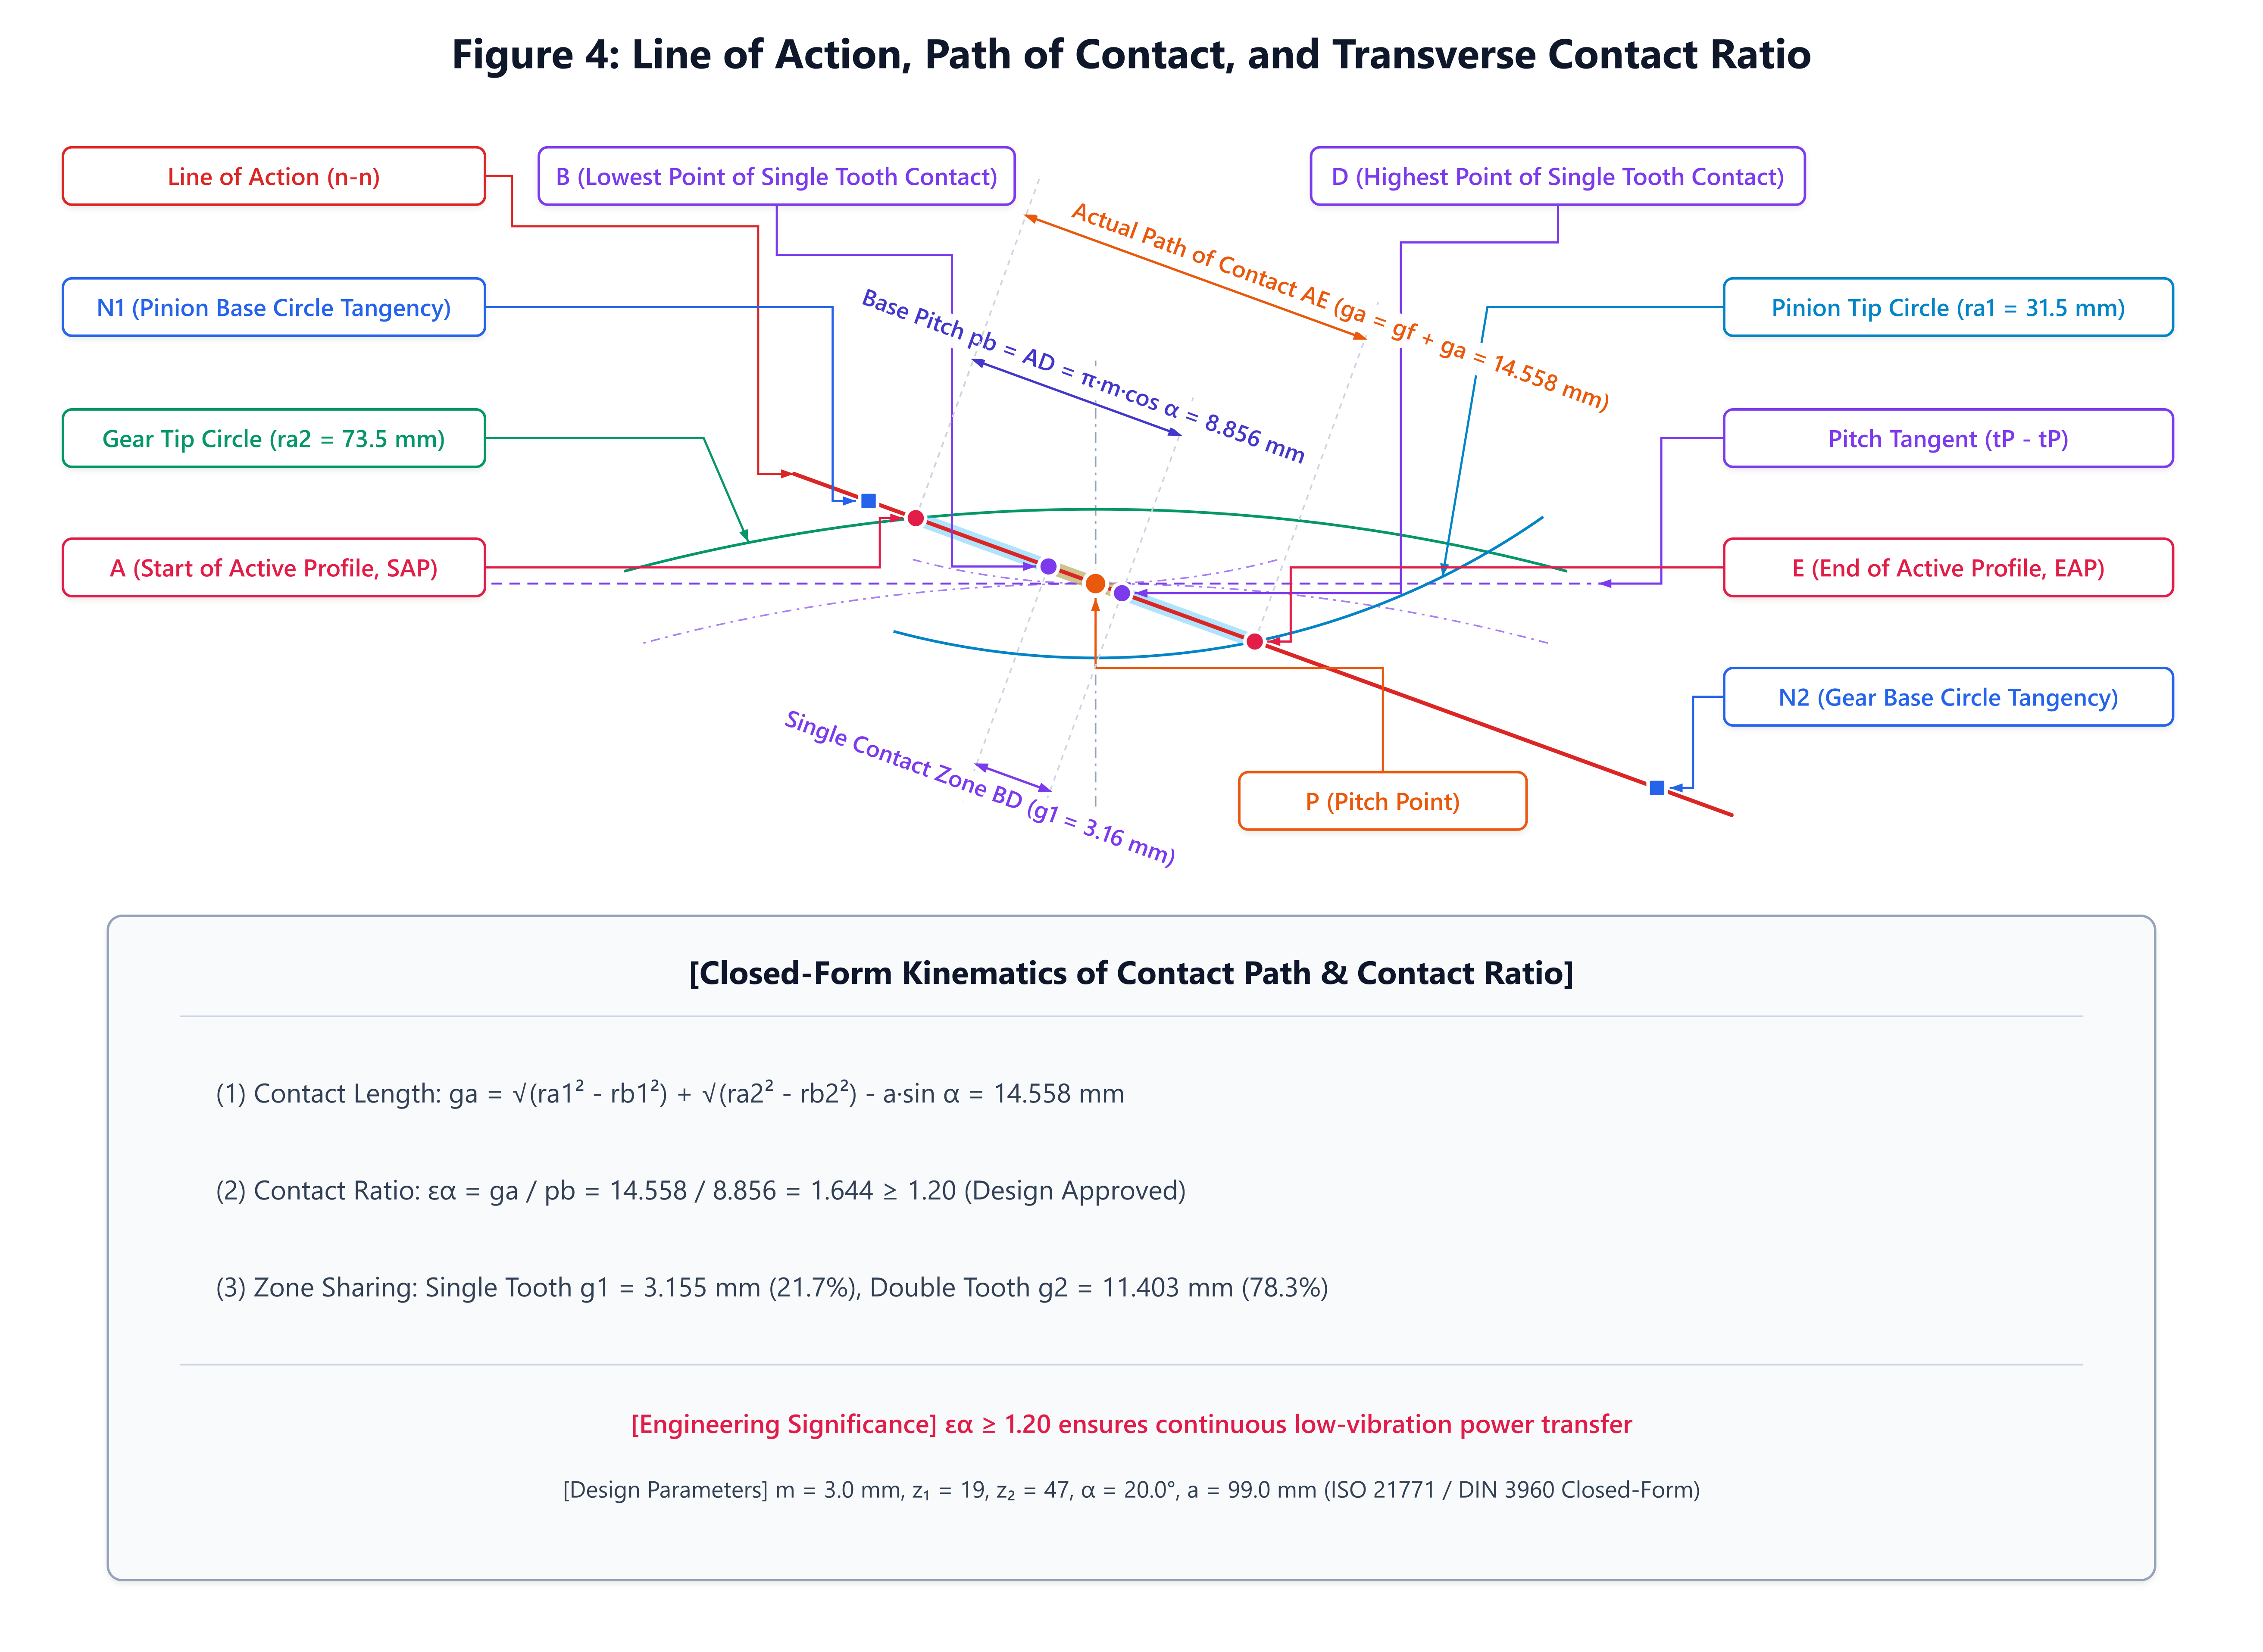 Figure 4: Line of Action, Path of Contact, and Transverse Contact Ratio
Line of Action (n-n)
B (Lowest Point of Single Tooth Contact)
D (Highest Point of Single Tooth Contact)
Actual Path of Contact AE (ga = gf + ga = 14.558 mm)
N1 (Pinion Base Circle Tangency)
Base Pitch pb = AD = π·m·cos α = 8.856 mm
Pinion Tip Circle (ra1 = 31.5 mm)
Gear Tip Circle (ra2 = 73.5 mm)
Pitch Tangent (tP - tP)
A (Start of Active Profile, SAP)
E (End of Active Profile, EAP)
N2 (Gear Base Circle Tangency)
Single Contact Zone BD (g1 = 3.16 mm)
P (Pitch Point)
[Closed-Form Kinematics of Contact Path & Contact Ratio]
(1) Contact Length: ga = √(ra1² - rb1²) + √(ra2² - rb2²) - a·sin α = 14.558 mm
(2) Contact Ratio: εα = ga / pb = 14.558 / 8.856 = 1.644 ≥ 1.20 (Design Approved)
(3) Zone Sharing: Single Tooth g1 = 3.155 mm (21.7%), Double Tooth g2 = 11.403 mm (78.3%)
[Engineering Significance] εα ≥ 1.20 ensures continuous low-vibration power transfer
[Design Parameters] m = 3.0 mm, z₁ = 19, z₂ = 47, α = 20.0°, a = 99.0 mm (ISO 21771 / DIN 3960 Closed-Form)